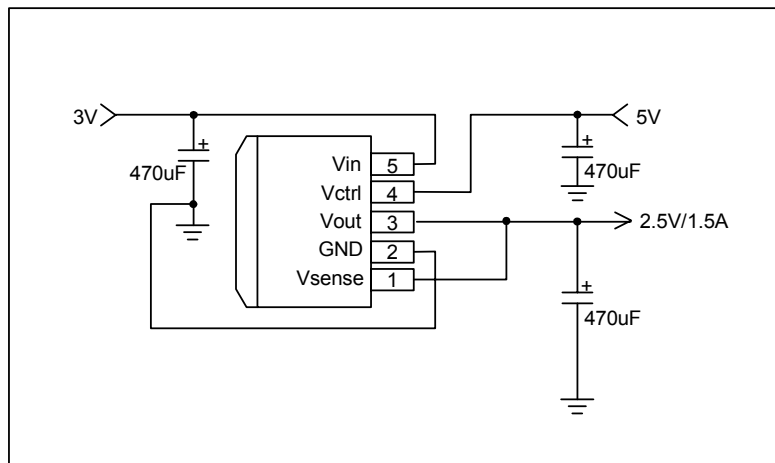 3V
+
470uF
Vin
5
Vctrl
4
Vout
3
GND
2
Vsense
1
5V
+
470uF
2.5V/1.5A
+
470uF